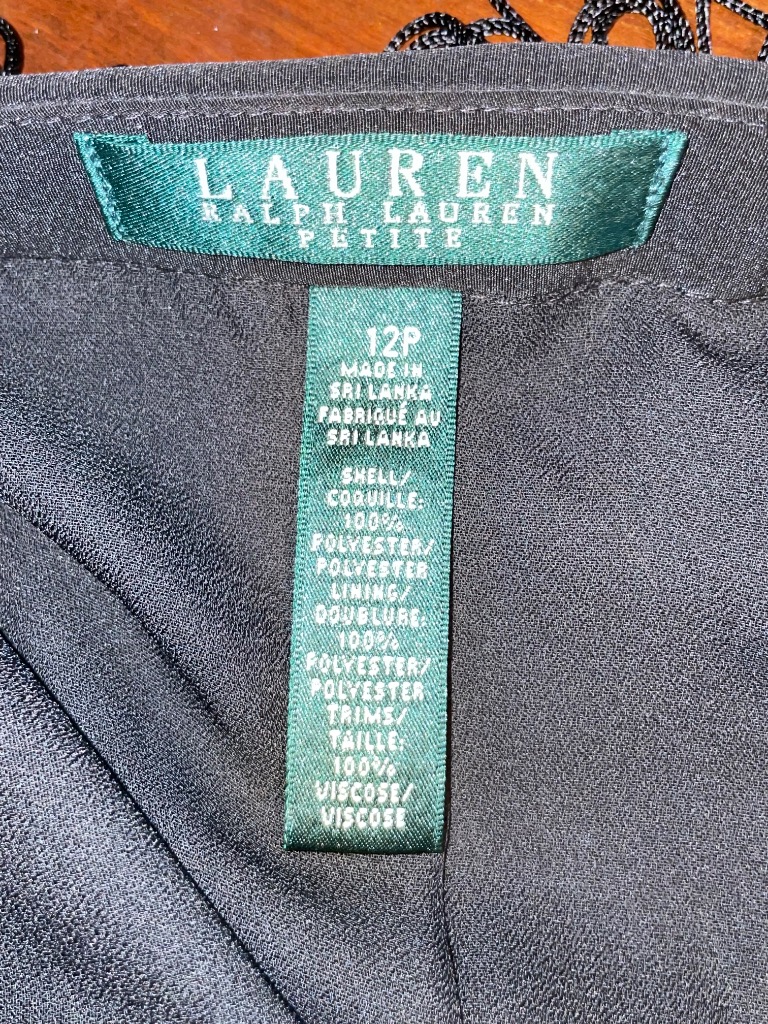 LAUREN
RALPH LAUREN
PETITE
12P
MADE IN
SRI LANKA
FABRIQUÉ AU
SRI LANKA
SHELL/
COQUILLE:
100%
POLYESTER/
POLYESTER
LINING/
DOUBLURE:
100%
POLYESTER/
POLYESTER
TRIMS/
TAILLE:
100%
VISCOSE/
VISCOSE